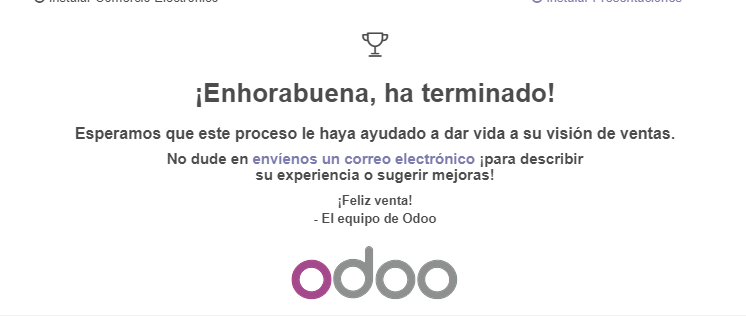 Instalar Comercio Electrónico
Instalar Presentaciones
¡Enhorabuena, ha terminado!
Esperamos que este proceso le haya ayudado a dar vida a su visión de ventas.
No dude en envíenos un correo electrónico ¡para describir
su experiencia o sugerir mejoras!
¡Feliz venta!
- El equipo de Odoo
odoo